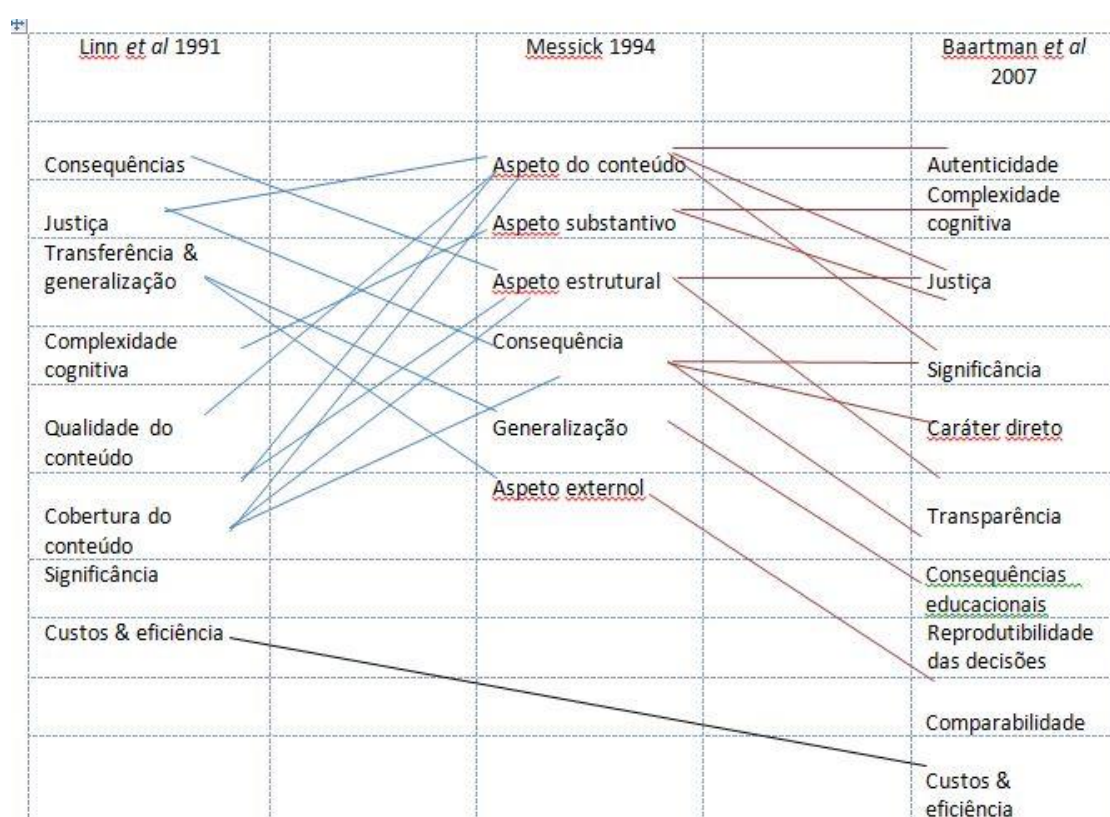 Linn et al 1991
Messick 1994
Baartman et al
2007
Consequências
Aspeto do conteúdo
Autenticidade
Justiça
Aspeto substantivo
Complexidade
cognitiva
Transferência &
generalização
Aspeto estrutural
Justiça
Complexidade
cognitiva
Consequência
Significância
Qualidade do
conteúdo
Generalização
Caráter direto
Cobertura do
conteúdo
Aspeto externol
Transparência
Significância
Consequências
educacionais
Custos & eficiência
Reprodutibilidade
das decisões
Comparabilidade
Custos &
eficiência